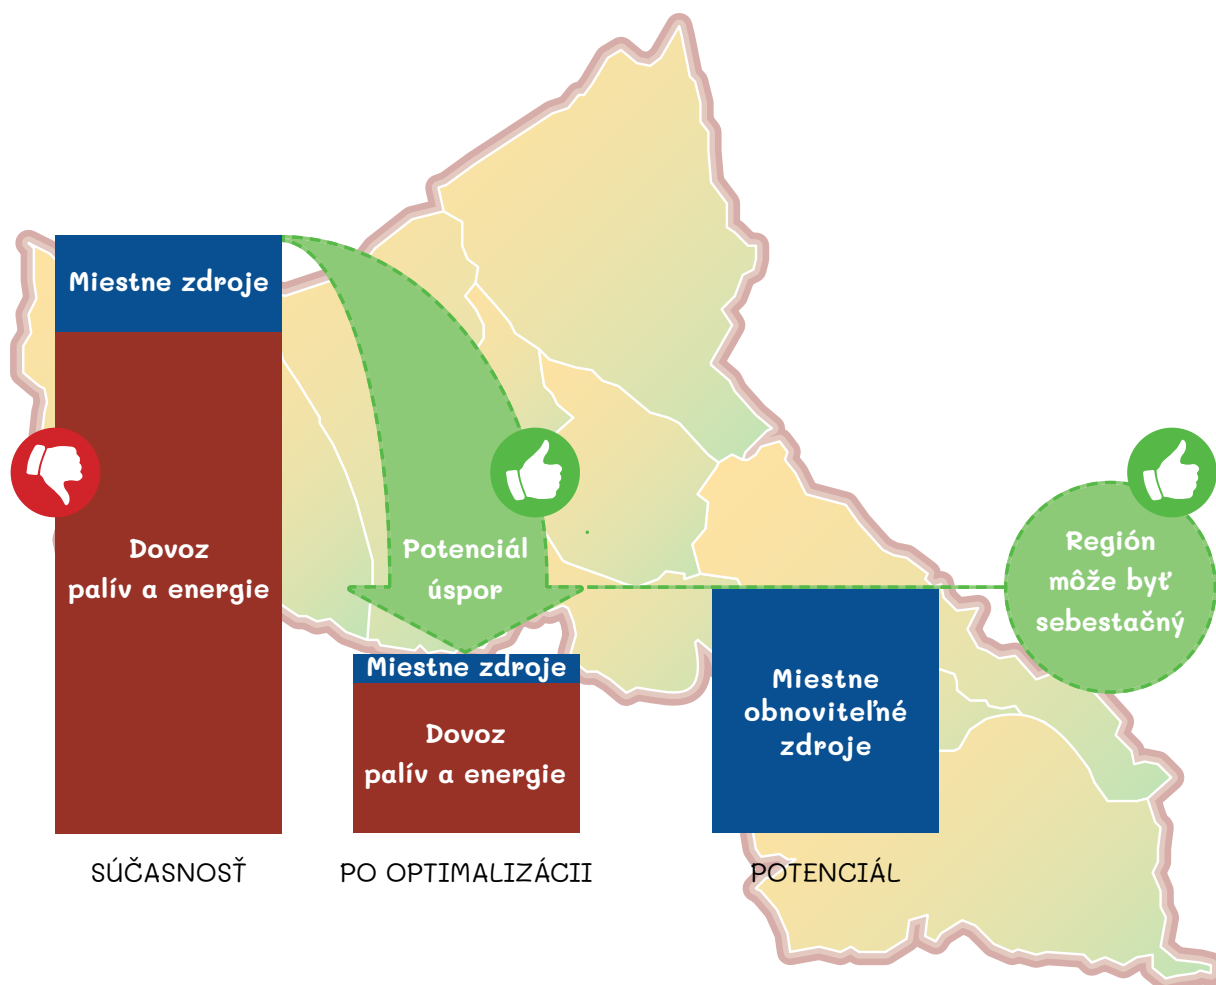 Miestne zdroje
Dovoz
palív a energie
SÚČASNOSŤ
Potenciál
úspor
Miestne zdroje
Dovoz
palív a energie
PO OPTIMALIZÁCII
Miestne
obnoviteľné
zdroje
POTENCIÁL
Región
môže byť
sebestačný